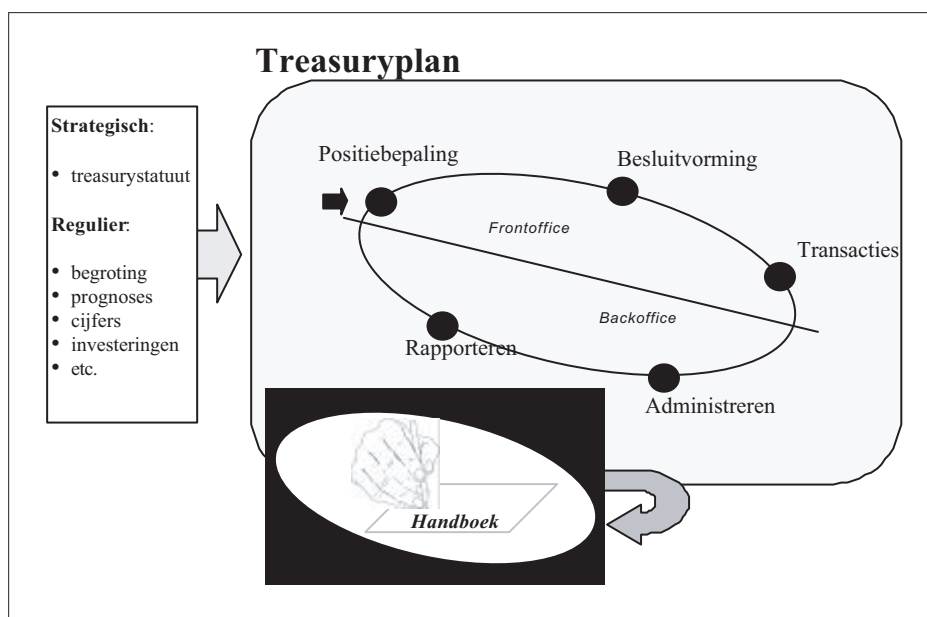 Treasuryplan
Strategisch:
• treasurystatuut
Regulier:
• begroting
• prognoses
• cijfers
• investeringen
• etc.
Positiebepaling
Besluitvorming
Frontoffice
Transacties
Backoffice
Rapporteren
Administreren
Handboek